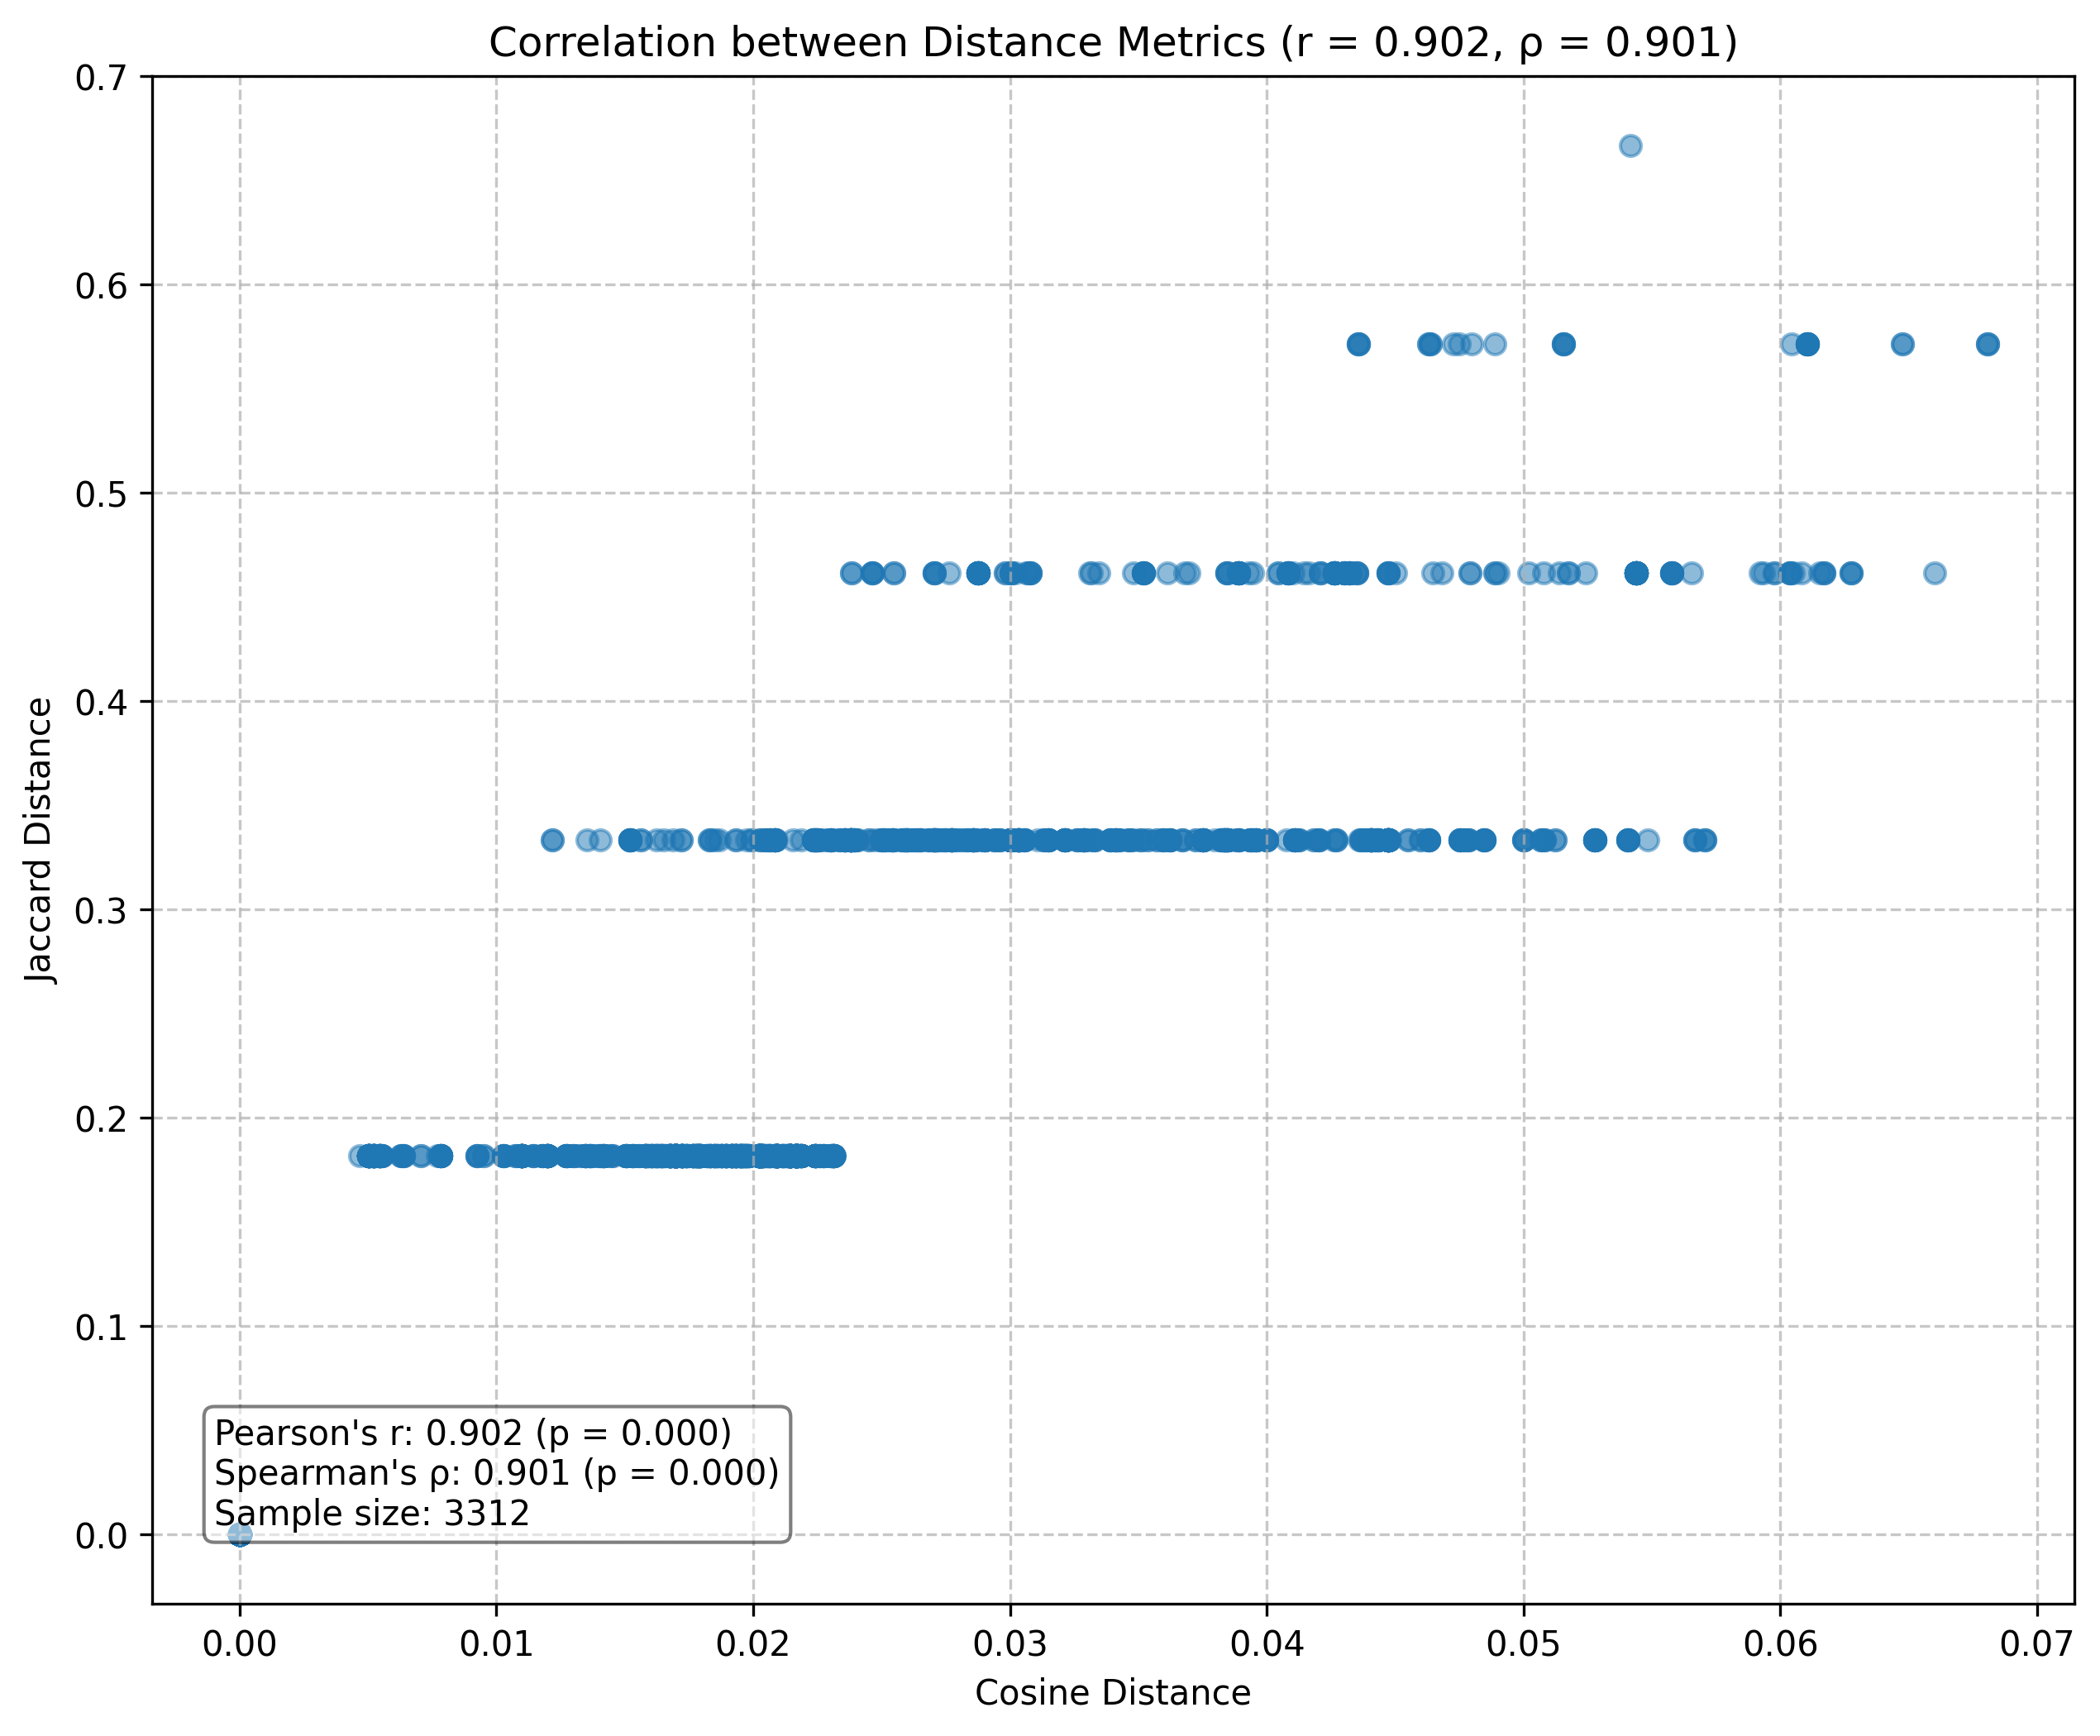 Correlation between Distance Metrics (r = 0.902, ρ = 0.901)
0.7
0.6
0.5
0.4
0.3
0.2
0.1
0.0
Jaccard Distance
Pearson's r: 0.902 (p = 0.000)
Spearman's ρ: 0.901 (p = 0.000)
Sample size: 3312
0.00 0.01 0.02 0.03 0.04 0.05 0.06 0.07
Cosine Distance